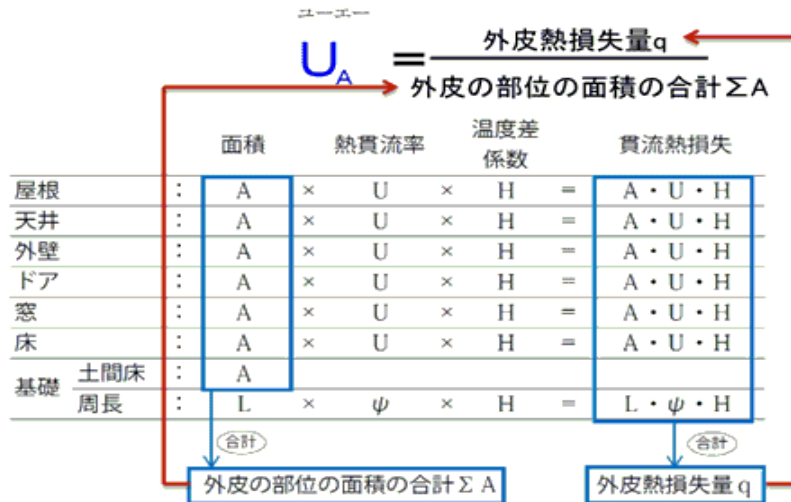 ユーエー
U_A = 外皮熱損失量q
外皮の部位の面積の合計ΣA
面積 熱貫流率 温度差係数 貫流熱損失
屋根 : A × U × H = A・U・H
天井 : A × U × H = A・U・H
外壁 : A × U × H = A・U・H
ドア : A × U × H = A・U・H
窓 : A × U × H = A・U・H
床 : A × U × H = A・U・H
基礎 土間床 : A
周長 : L × ψ × H = L・ψ・H
合計 合計
外皮の部位の面積の合計ΣA 外皮熱損失量q